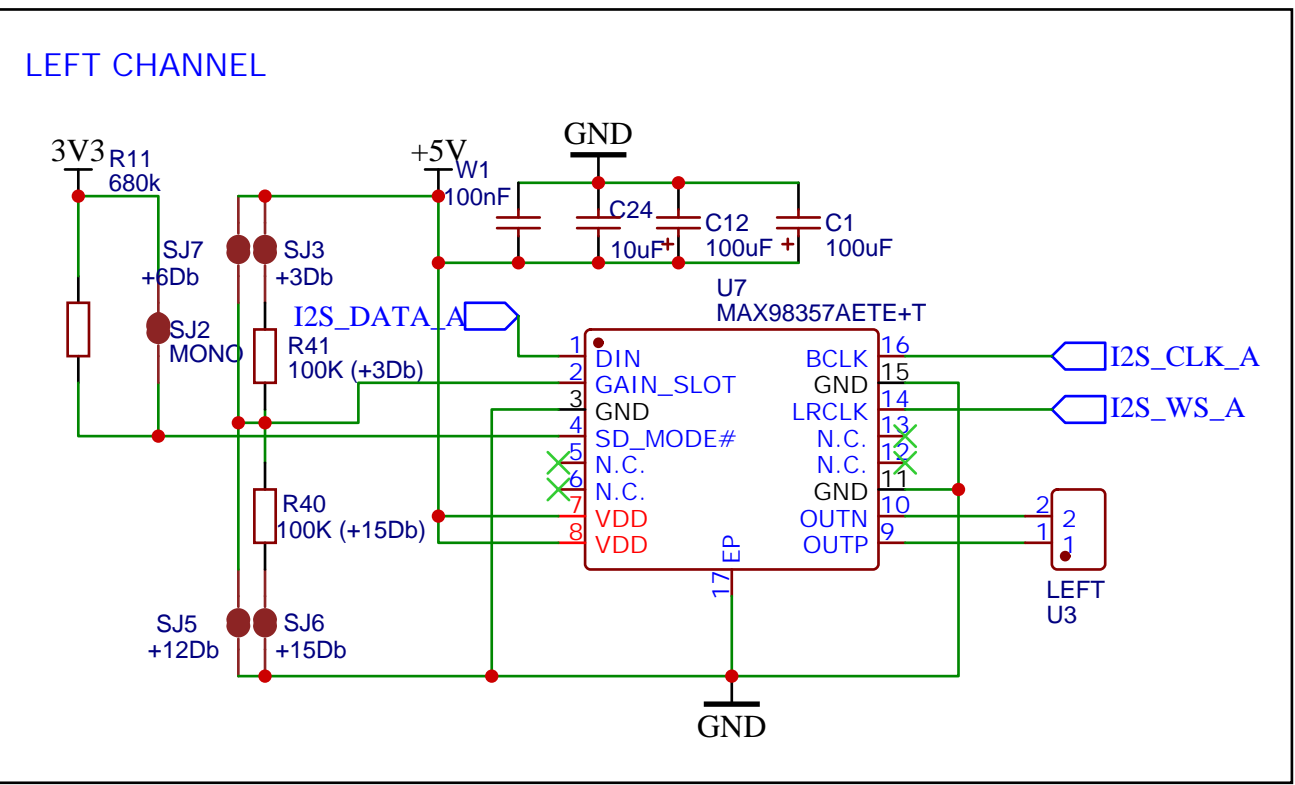 LEFT CHANNEL
3V3
R11
680k
SJ7
+6Db
SJ3
+3Db
SJ2
MONO
R41
100K (+3Db)
R40
100K (+15Db)
SJ5
+12Db
SJ6
+15Db
+5V
W1
100nF
GND
C24
10uF
+
C12
100uF
+
C1
100uF
I2S_DATA_A
U7
MAX98357AETE+T
1 DIN
2 GAIN_SLOT
3 GND
4 SD_MODE#
5 N.C.
6 N.C.
7 VDD
8 VDD
BCLK 16
GND 15
LRCLK 14
N.C. 13
N.C. 12
GND 11
OUTN 10
OUTP 9
EP 17
I2S_CLK_A
I2S_WS_A
2 2
1 1
LEFT
U3
GND